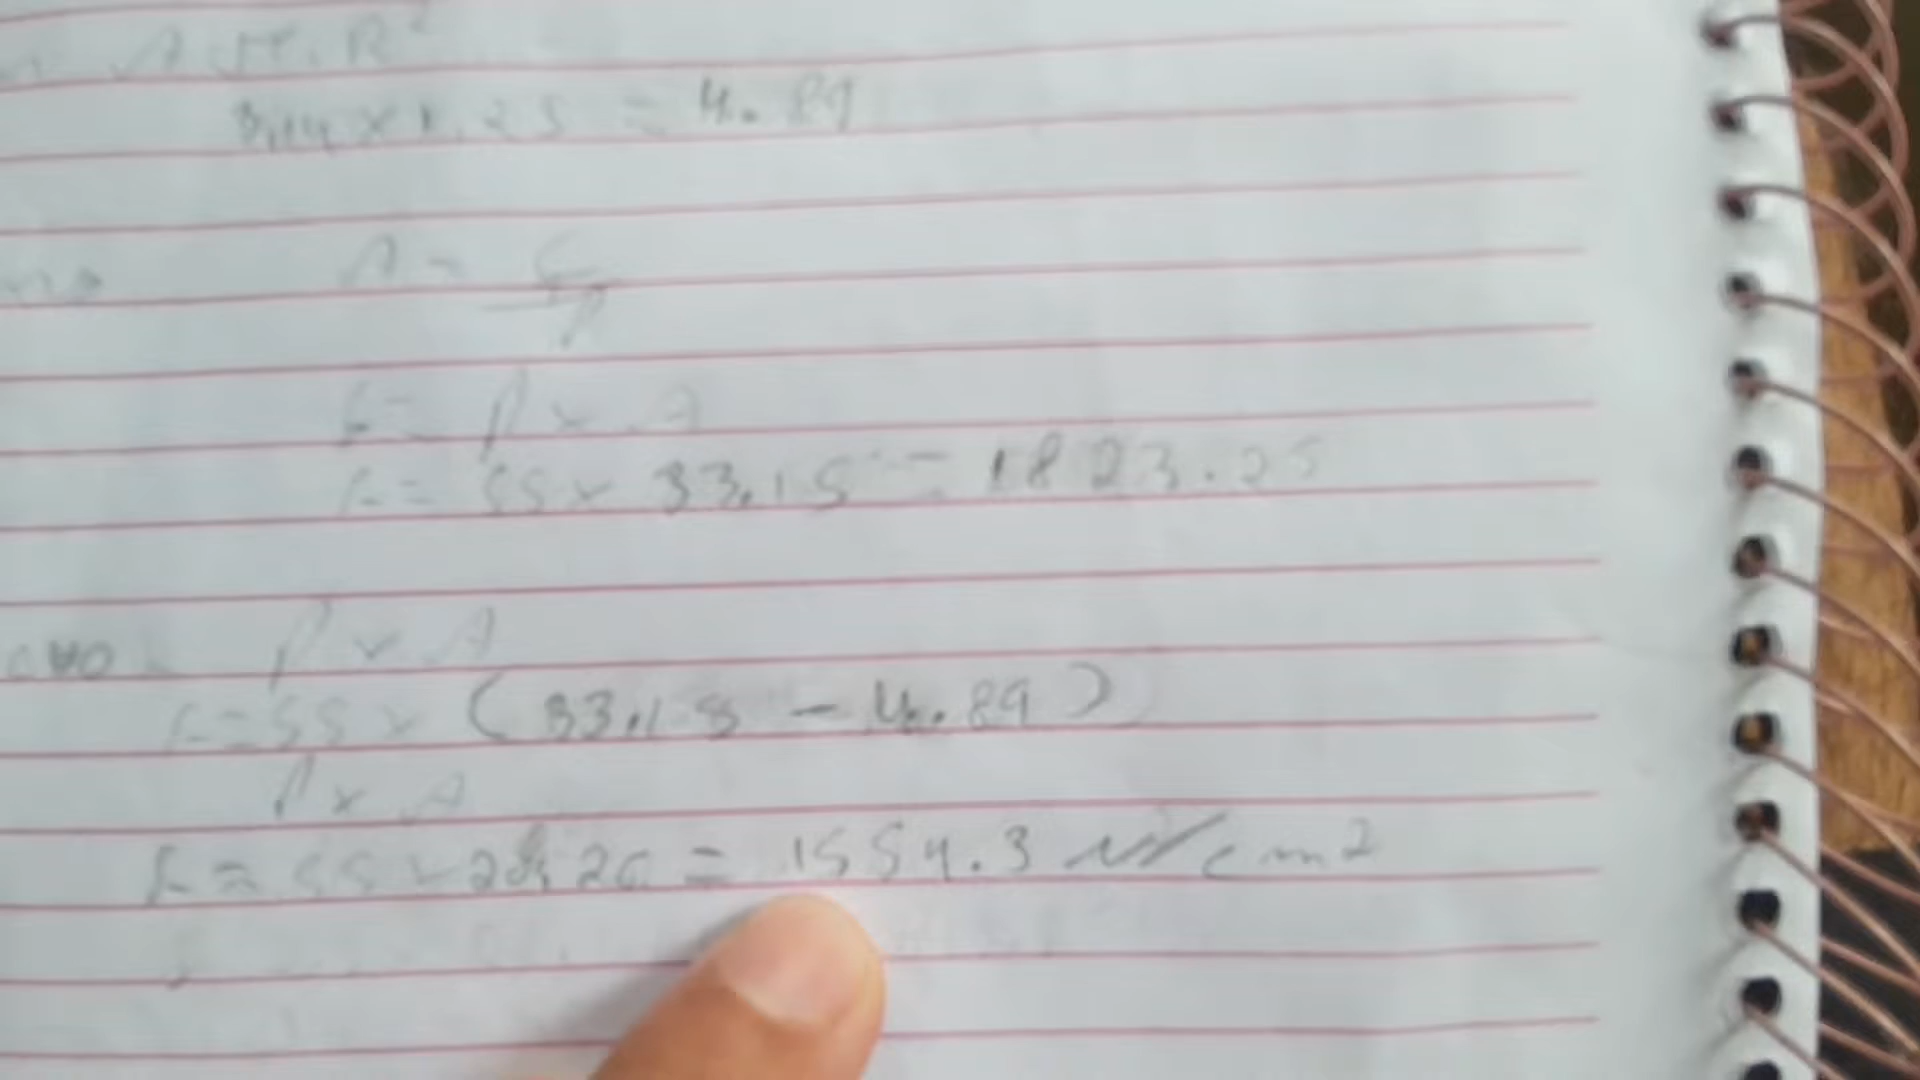 R²
3,14 x 1.25 = 4.89
F = P x A
F = 55 x 33.15 = 1823.25
P x A
F = 55 x (33.15 - 4.89)
P x A
F = 55 x 28,26 = 1554.3 N/cm2